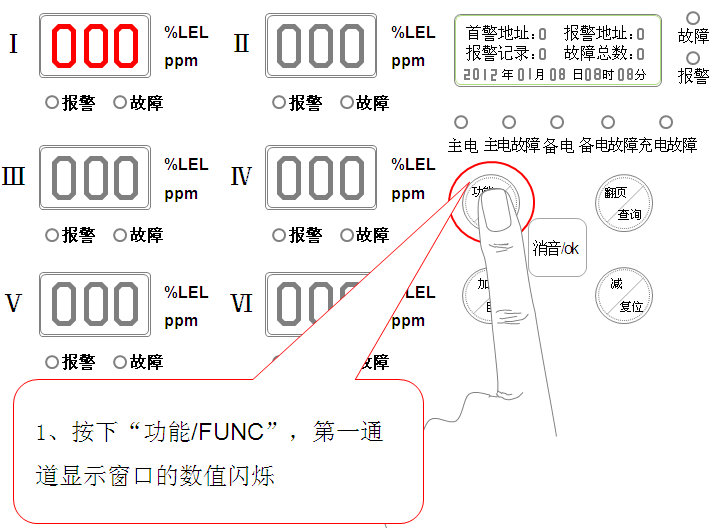 首警地址:0 报警地址:0
报警记录:0 故障总数:0
2012年01月08日08时08分
故障
报警
主电 主电故障 备电 备电故障 充电故障
Ⅰ 000 %LEL
ppm
报警 故障
Ⅱ 000 %LEL
ppm
报警 故障
Ⅲ 000 %LEL
ppm
报警 故障
Ⅳ 000 %LEL
ppm
报警 故障
Ⅴ 000 %LEL
ppm
报警 故障
Ⅵ 000 %LEL
ppm
故障
功能
翻页
查询
消音/ok
加
减
复位
1、按下“功能/FUNC”，第一通
道显示窗口的数值闪烁